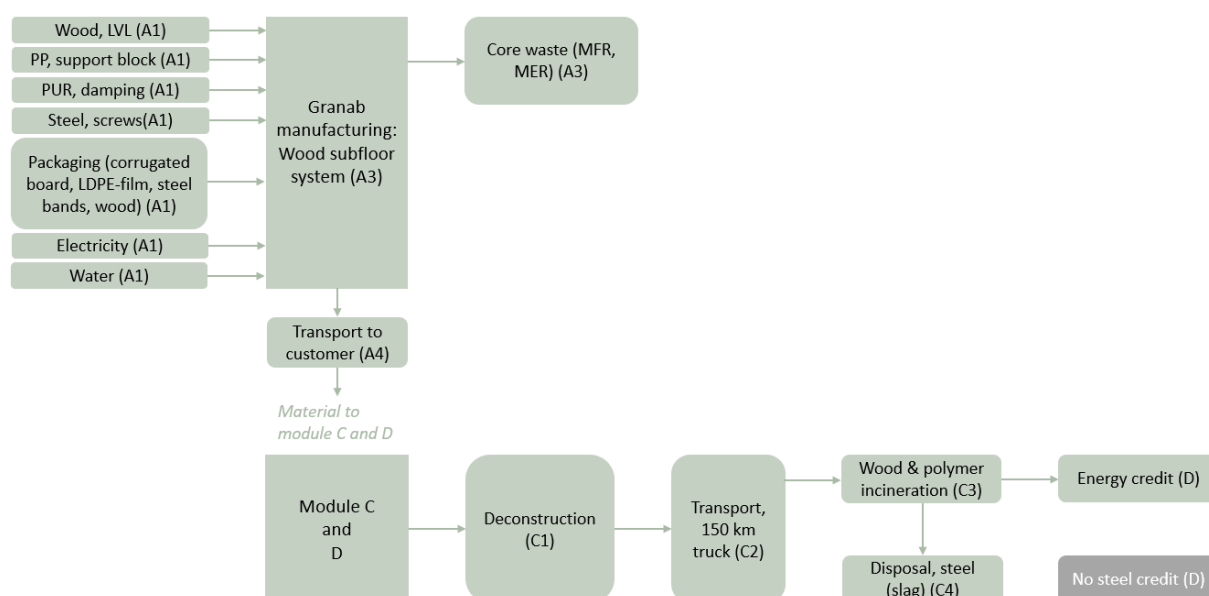 Wood, LVL (A1)
PP, support block (A1)
PUR, damping (A1)
Steel, screws(A1)
Packaging (corrugated
board, LDPE-film, steel
bands, wood) (A1)
Electricity (A1)
Water (A1)
Granab
manufacturing:
Wood subfloor
system (A3)
Core waste (MFR,
MER) (A3)
Transport to
customer (A4)
Material to
module C and D
Module C
and
D
Deconstruction
(C1)
Transport,
150 km
truck (C2)
Wood & polymer
incineration (C3)
Energy credit (D)
Disposal, steel
(slag) (C4)
No steel credit (D)